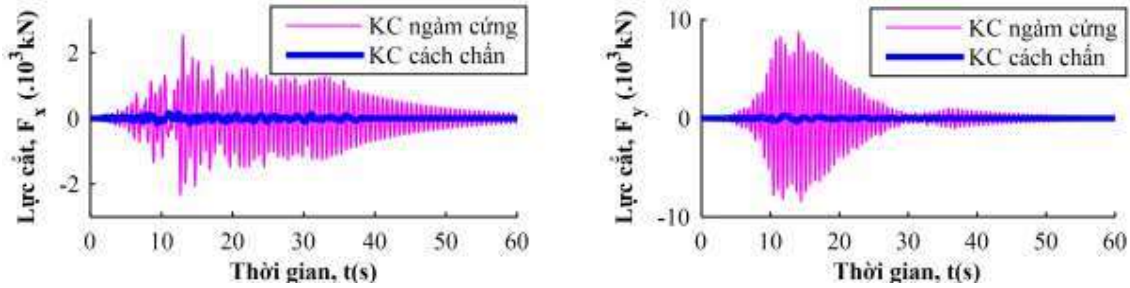 KC ngàm cứng
KC cách chấn
2
0
-2
Lực cắt, Fx (.10³kN)
0 10 20 30 40 50 60
Thời gian, t(s)
KC ngàm cứng
KC cách chấn
10
0
-10
Lực cắt, Fy (.10³kN)
0 10 20 30 40 50 60
Thời gian, t(s)